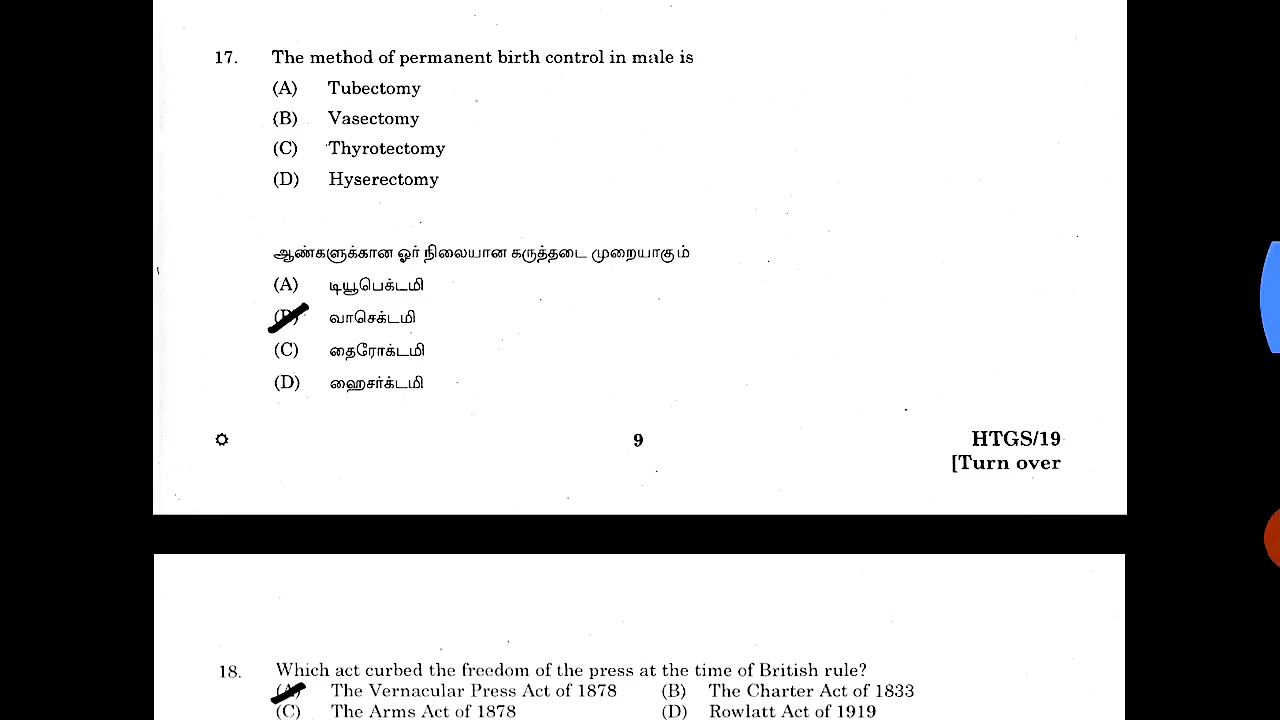 17. The method of permanent birth control in male is
(A) Tubectomy
(B) Vasectomy
(C) Thyrotectomy
(D) Hyserectomy
ஆண்களுக்கான ஓர் நிலையான கருத்தடை முறையாகும்
(A) டியூபெக்டமி
(B) வாசெக்டமி
(C) தைரோக்டமி
(D) ஹைசர்க்டமி
9 HTGS/19
[Turn over
18. Which act curbed the freedom of the press at the time of British rule?
(A) The Vernacular Press Act of 1878 (B) The Charter Act of 1833
(C) The Arms Act of 1878 (D) Rowlatt Act of 1919